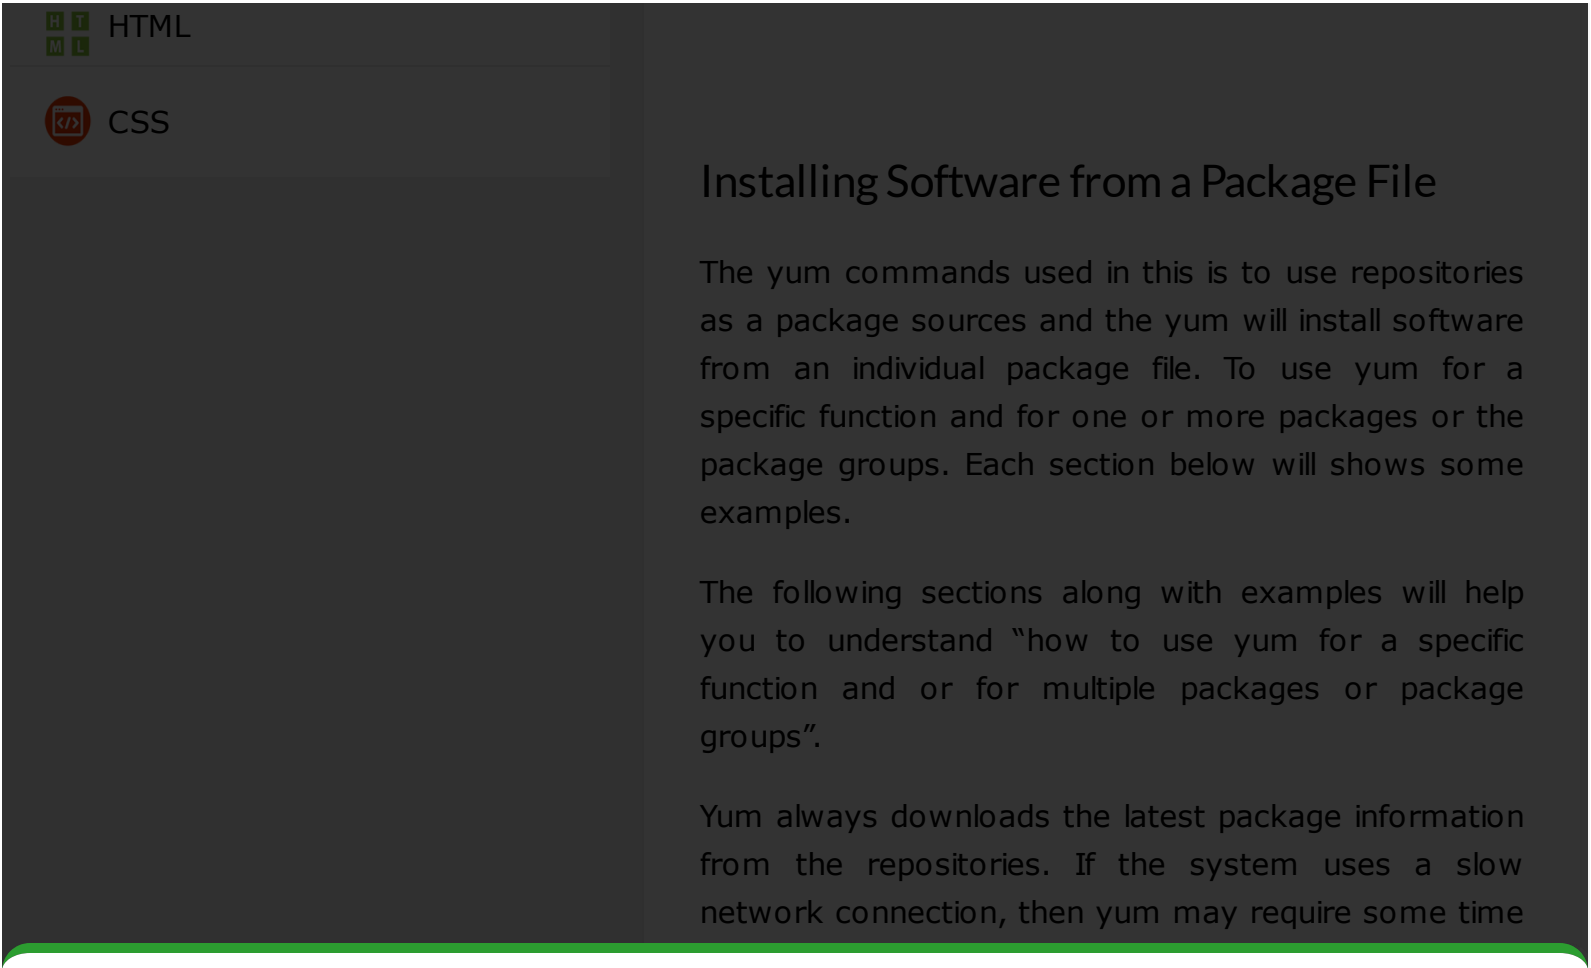 H T
M L
HTML
CSS
Installing Software from a Package File
The yum commands used in this is to use repositories
as a package sources and the yum will install software
from an individual package file. To use yum for a
specific function and for one or more packages or the
package groups. Each section below will shows some
examples.
The following sections along with examples will help
you to understand “how to use yum for a specific
function and or for multiple packages or package
groups”.
Yum always downloads the latest package information
from the repositories. If the system uses a slow
network connection, then yum may require some time